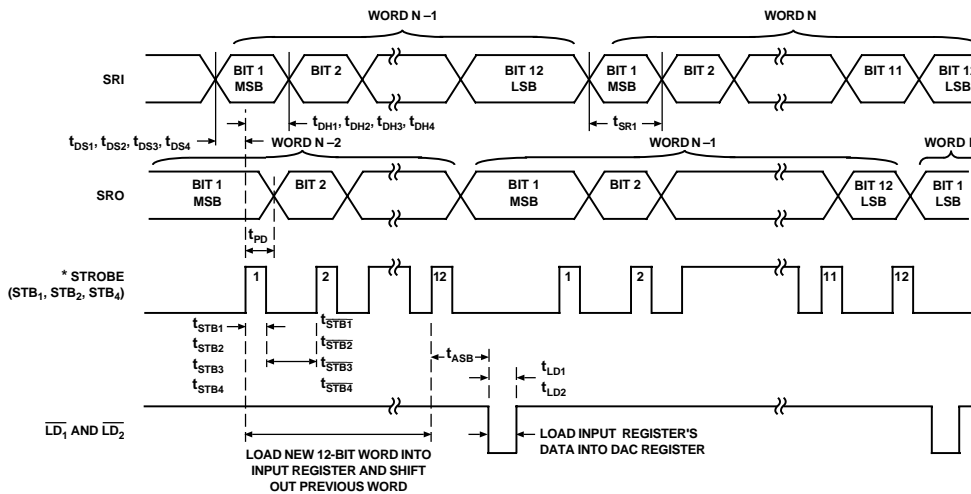 WORD N –1
WORD N
SRI
BIT 1
MSB
BIT 2
BIT 12
LSB
BIT 1
MSB
BIT 2
BIT 11
BIT 12
LSB
tDS1, tDS2, tDS3, tDS4
tDH1, tDH2, tDH3, tDH4
tSR1
WORD N –2
WORD N–1
WORD
SRO
BIT 1
MSB
BIT 2
BIT 1
MSB
BIT 2
BIT 12
LSB
BIT 1
LSB
tPD
* STROBE
(STB1, STB2, STB4)
1
2
12
1
2
11
12
tSTB1
tSTB2
tSTB3
tSTB4
tSTB1
tSTB2
tSTB3
tSTB4
tASB
tLD1
tLD2
LD1 AND LD2
LOAD NEW 12-BIT WORD INTO
INPUT REGISTER AND SHIFT
OUT PREVIOUS WORD
LOAD INPUT REGISTER'S
DATA INTO DAC REGISTER